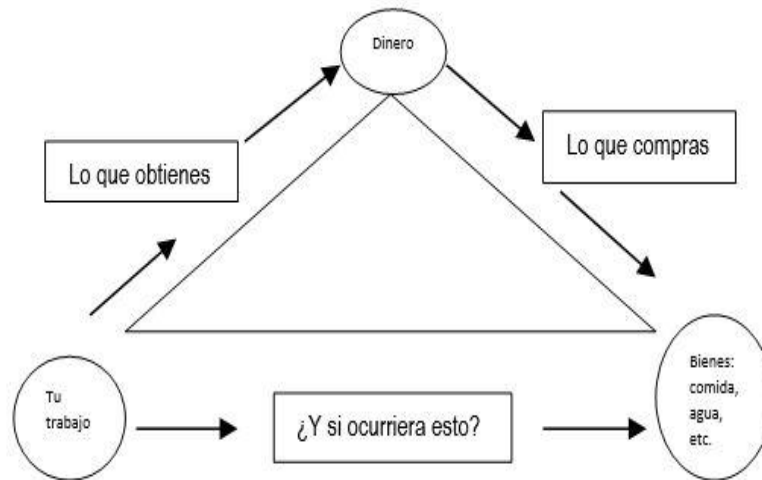 Dinero
Lo que obtienes
Lo que compras
Tu
trabajo
¿Y si ocurriera esto?
Bienes:
comida,
agua,
etc.